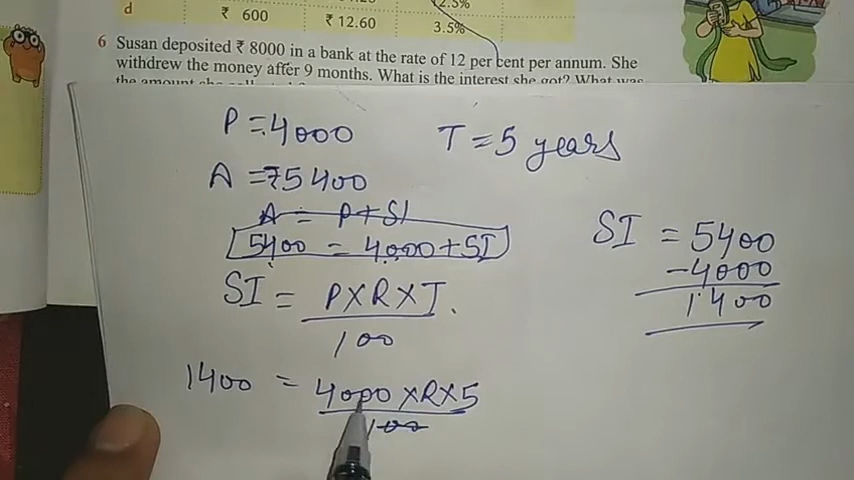 d ₹ 600 ₹ 12.60 3.5%
6 Susan deposited ₹ 8000 in a bank at the rate of 12 per cent per annum. She
withdrew the money after 9 months. What is the interest she got? What was
P = 4000 T = 5 years
A = ₹5400
A = P + SI
5400 = 4000 + SI
SI = 5400
- 4000
1400
SI = P X R X T.
100
1400 = 4000 X R X 5
100